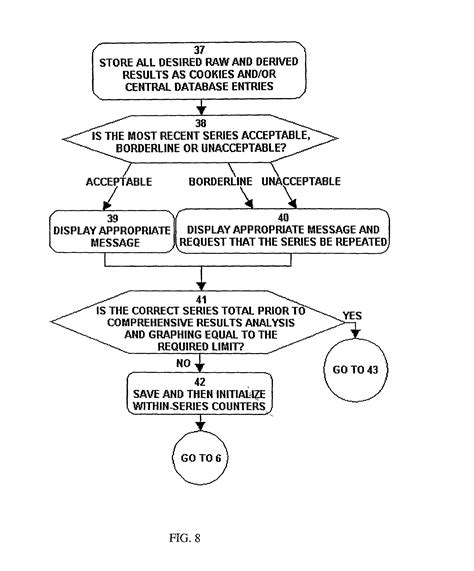 37
STORE ALL DESIRED RAW AND DERIVED
RESULTS AS COOKIES AND/OR
CENTRAL DATABASE ENTRIES
38
IS THE MOST RECENT SERIES ACCEPTABLE,
BORDERLINE OR UNACCEPTABLE?
ACCEPTABLE BORDERLINE UNACCEPTABLE
39
DISPLAY APPROPRIATE
MESSAGE
40
DISPLAY APPROPRIATE MESSAGE AND
REQUEST THAT THE SERIES BE REPEATED
41
IS THE CORRECT SERIES TOTAL PRIOR TO
COMPREHENSIVE RESULTS ANALYSIS
AND GRAPHING EQUAL TO THE
REQUIRED LIMIT?
YES
GO TO 43
NO
42
SAVE AND THEN INITIALIZE
WITHIN-SERIES COUNTERS
GO TO 6
FIG. 8